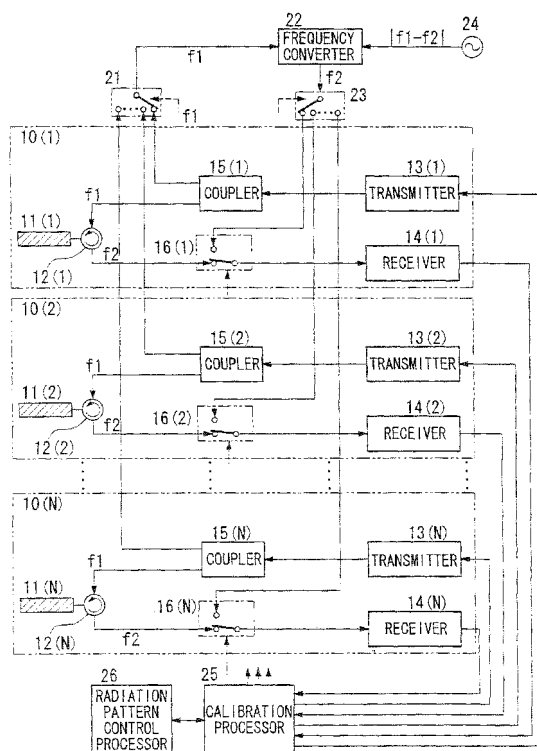 22
24
FREQUENCY
CONVERTER
|f1-f2|
f1
f2
21
23
f1
10(1)
15(1)
13(1)
COUPLER
TRANSMITTER
f1
11(1)
16(1)
14(1)
f2
RECEIVER
12(1)
10(2)
15(2)
13(2)
COUPLER
TRANSMITTER
f1
11(2)
16(2)
14(2)
f2
RECEIVER
12(2)
10(N)
15(N)
13(N)
COUPLER
TRANSMITTER
f1
11(N)
16(N)
14(N)
f2
RECEIVER
12(N)
26
25
RADIATION
PATTERN
CONTROL
PROCESSOR
CALIBRATION
PROCESSOR